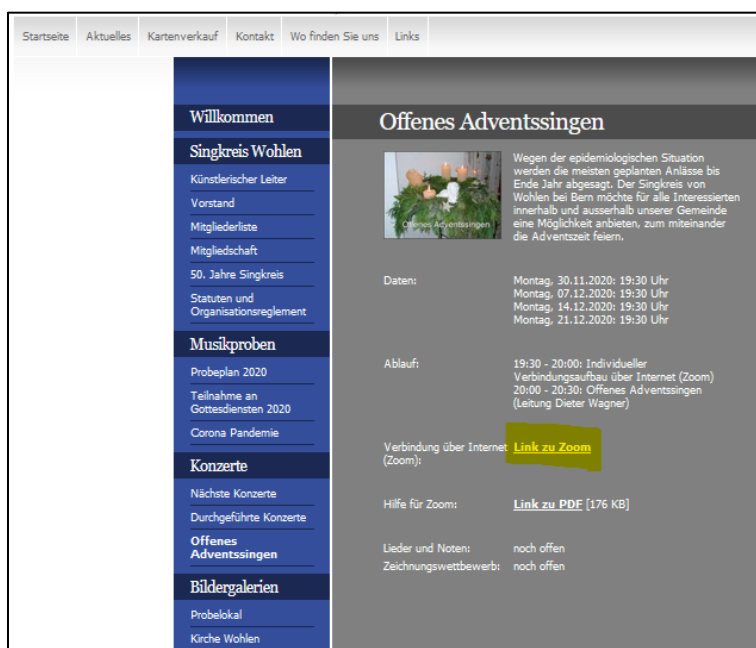 Startseite Aktuelles Kartenverkauf Kontakt Wo finden Sie uns Links
Willkommen
Singkreis Wohlen
Künstlerischer Leiter
Vorstand
Mitgliederliste
Mitgliedschaft
50. Jahre Singkreis
Statuten und
Organisationsreglement
Musikproben
Probeplan 2020
Teilnahme an
Gottesdiensten 2020
Corona Pandemie
Konzerte
Nächste Konzerte
Durchgeführte Konzerte
Offenes
Adventssingen
Bildergalerien
Probelokal
Kirche Wohlen
Offenes Adventssingen
Offenes Adventssingen
Wegen der epidemiologischen Situation
werden die meisten geplanten Anlässe bis
Ende Jahr abgesagt. Der Singkreis von
Wohlen bei Bern möchte für alle Interessierten
innerhalb und ausserhalb unserer Gemeinde
eine Möglichkeit anbieten, zum miteinander
die Adventszeit feiern.
Daten:
Montag, 30.11.2020: 19:30 Uhr
Montag, 07.12.2020: 19:30 Uhr
Montag, 14.12.2020: 19:30 Uhr
Montag, 21.12.2020: 19:30 Uhr
Ablauf:
19:30 - 20:00: Individueller
Verbindungsaufbau über Internet (Zoom)
20:00 - 20:30: Offenes Adventssingen
(Leitung Dieter Wagner)
Verbindung über Internet Link zu Zoom
(Zoom):
Hilfe für Zoom: Link zu PDF [176 KB]
Lieder und Noten: noch offen
Zeichnungswettbewerb: noch offen